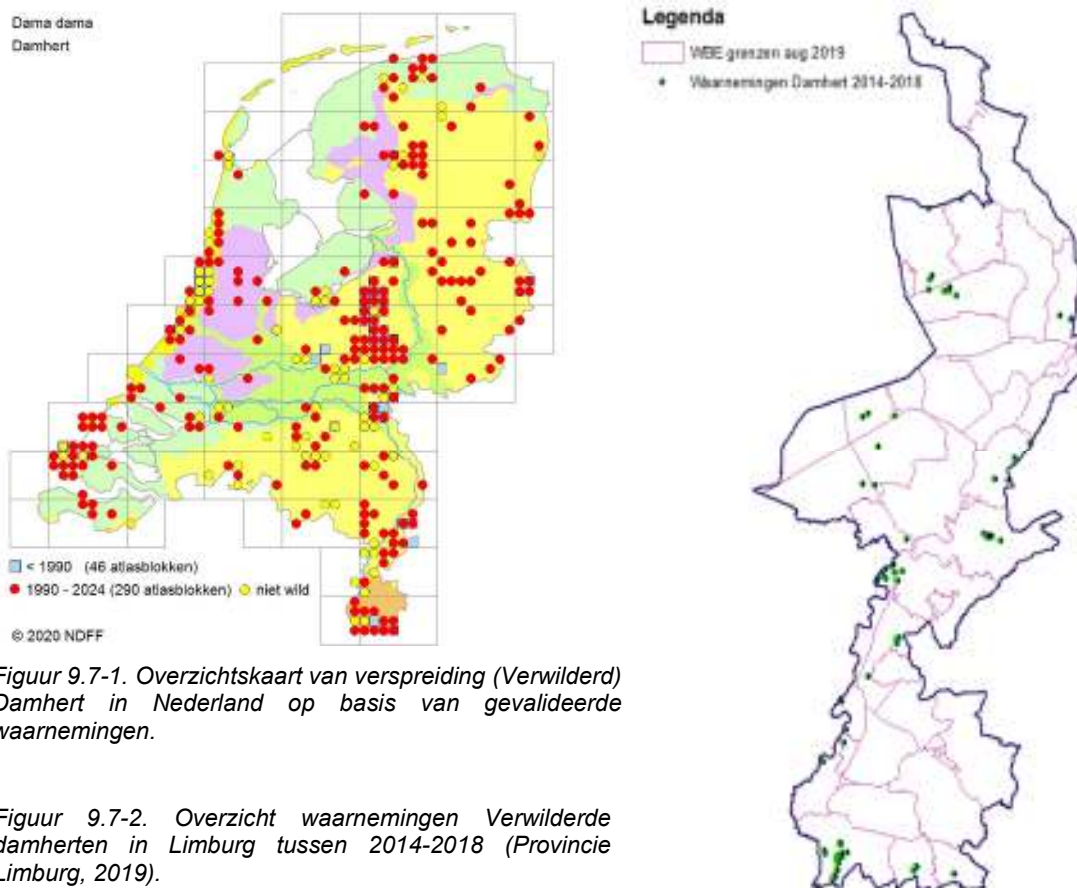 Dama dama
Damhert
< 1990 (46 atlasblokken)
1990 - 2024 (290 atlasblokken) niet wild
© 2020 NDFF
Figuur 9.7-1. Overzichtskaart van verspreiding (Verwilderd)
Damhert in Nederland op basis van gevalideerde
waarnemingen.
Figuur 9.7-2. Overzicht waarnemingen Verwilderde
damherten in Limburg tussen 2014-2018 (Provincie
Limburg, 2019).
Legenda
WBE grenzen aug 2019
Waarnemingen Damhert 2014-2018